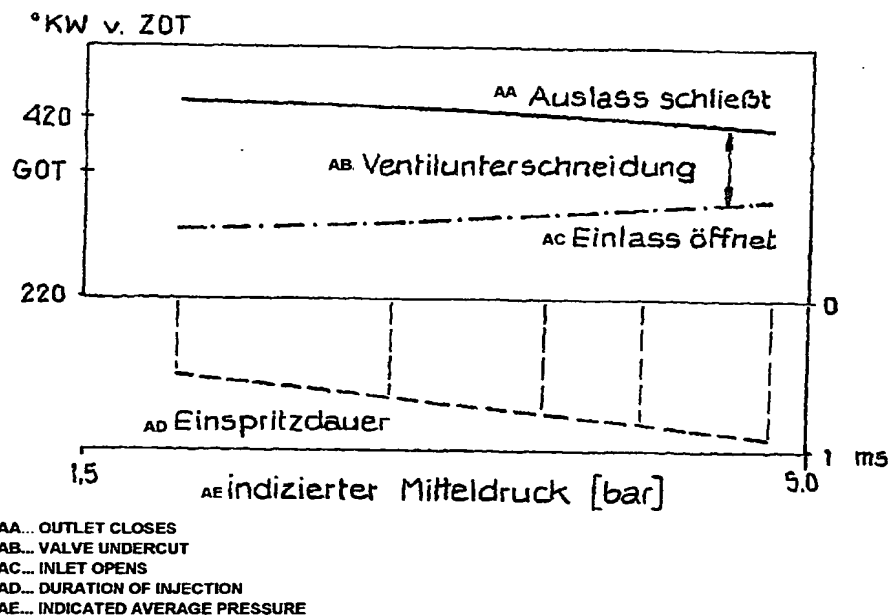 °KW v. ZOT
AA Auslass schließt
420
AB. Ventilunterschneidung
GOT
AC Einlass öffnet
220
0
AD Einspritzdauer
1 ms
1,5
5.0
AE indizierter Mitteldruck [bar]
AA... OUTLET CLOSES
AB... VALVE UNDERCUT
AC... INLET OPENS
AD... DURATION OF INJECTION
AE... INDICATED AVERAGE PRESSURE